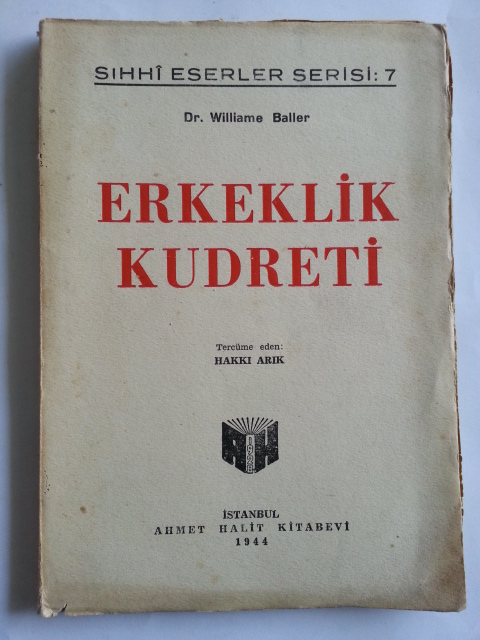 SIHHÎ ESERLER SERİSİ: 7
Dr. Williame Baller
ERKEKLİK
KUDRETİ
Tercüme eden:
HAKKI ARIK
İSTANBUL
AHMET HALİT KİTABEVİ
1944